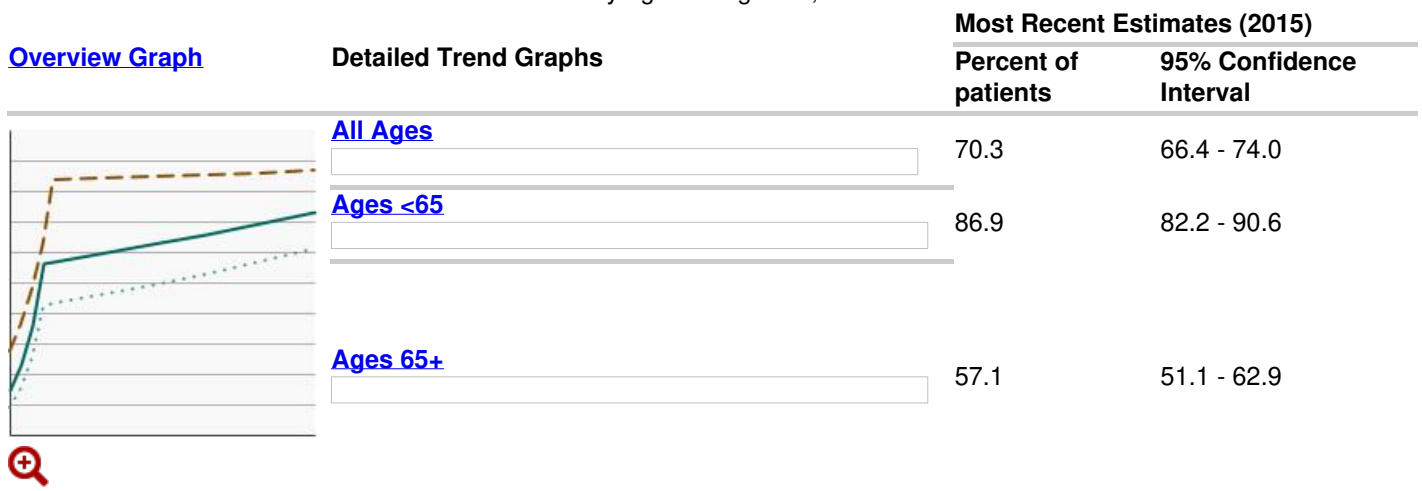 Most Recent Estimates (2015)
Overview Graph
Detailed Trend Graphs
Percent of
patients
95% Confidence
Interval
All Ages
70.3
66.4 - 74.0
Ages <65
86.9
82.2 - 90.6
Ages 65+
57.1
51.1 - 62.9